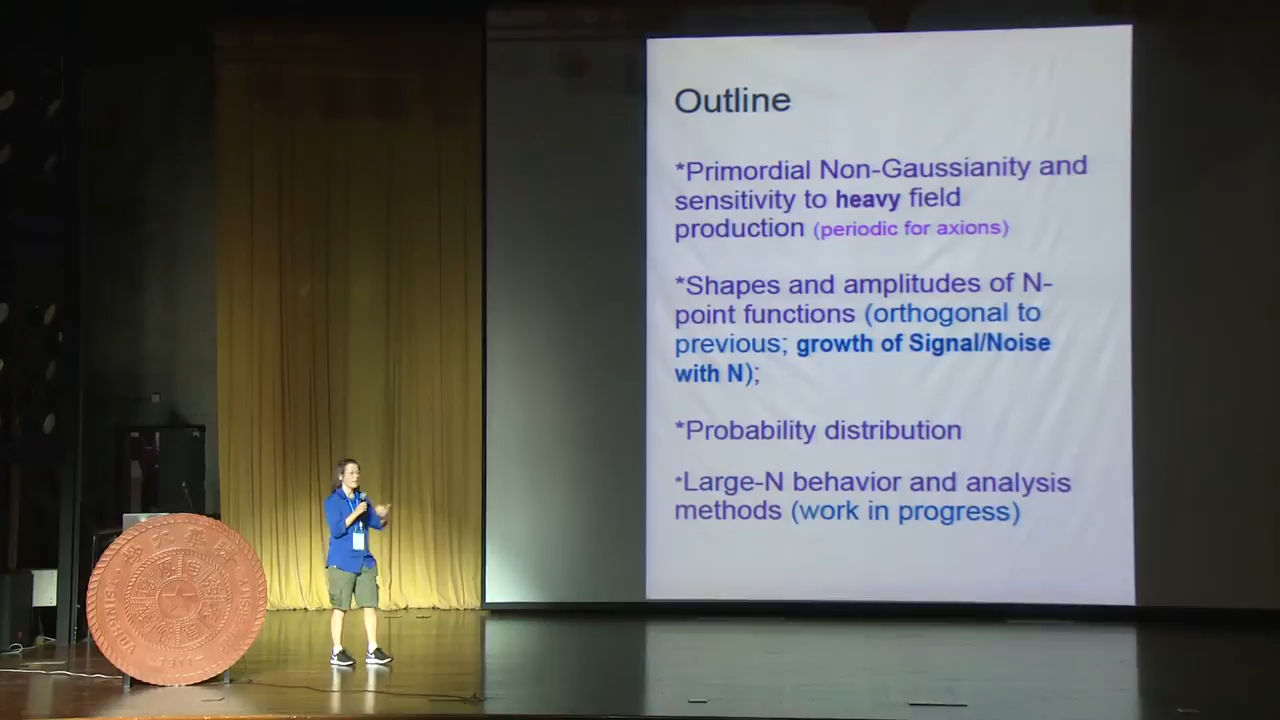 Outline
*Primordial Non-Gaussianity and
sensitivity to heavy field
production (periodic for axions)
*Shapes and amplitudes of N-
point functions (orthogonal to
previous; growth of Signal/Noise
with N);
*Probability distribution
*Large-N behavior and analysis
methods (work in progress)
-1911-